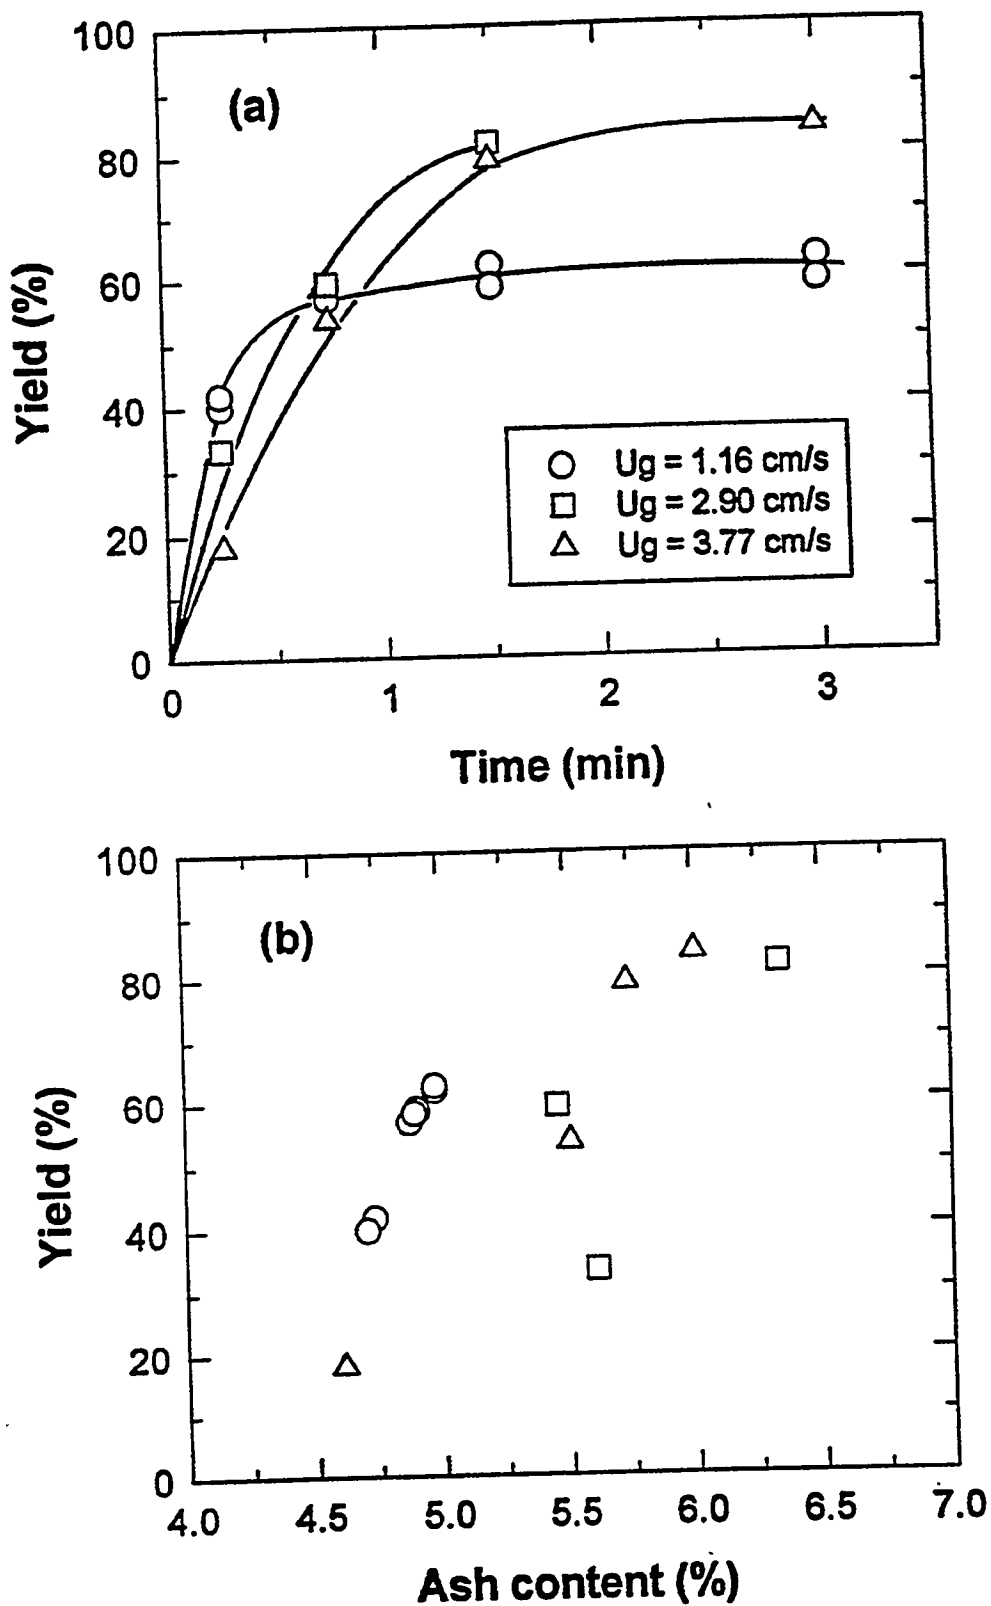 100
80
60
40
20
0
Yield (%)
(a)
Ug = 1.16 cm/s
Ug = 2.90 cm/s
Ug = 3.77 cm/s
0 1 2 3
Time (min)
100
80
60
40
20
0
Yield (%)
(b)
4.0 4.5 5.0 5.5 6.0 6.5 7.0
Ash content (%)